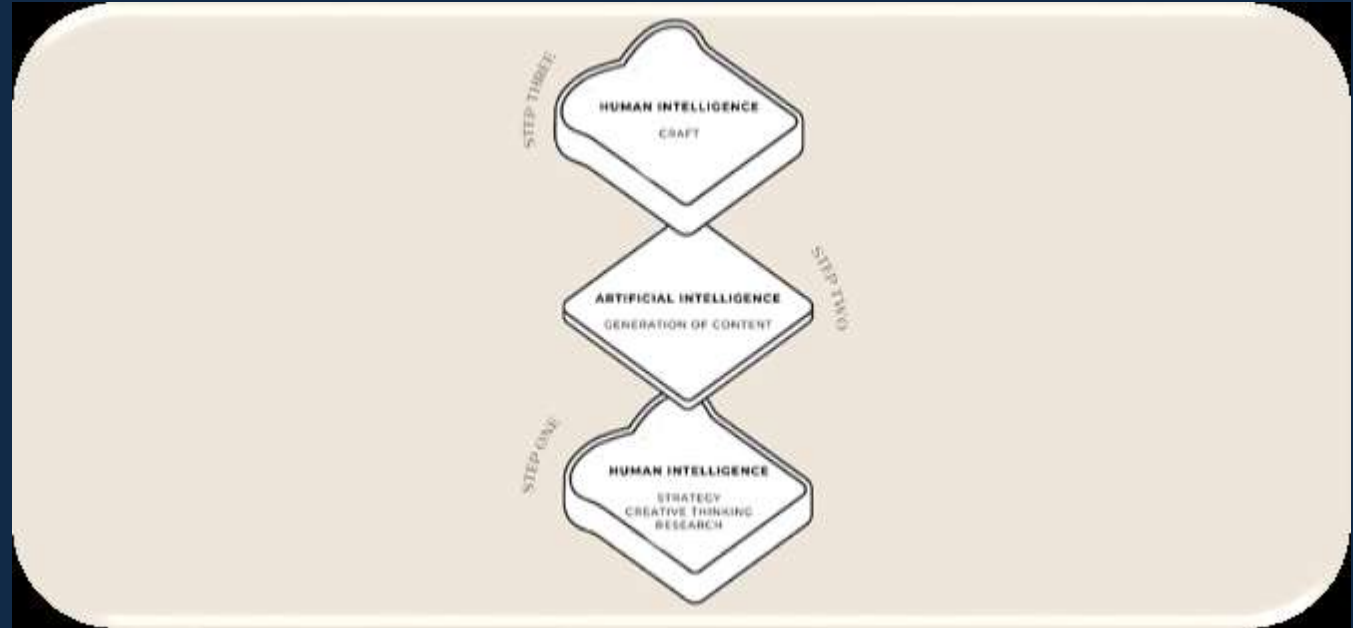 STEP THREE
HUMAN INTELLIGENCE
CRAFT
STEP TWO
ARTIFICIAL INTELLIGENCE
GENERATION OF CONTENT
STEP ONE
HUMAN INTELLIGENCE
STRATEGY
CREATIVE THINKING
RESEARCH